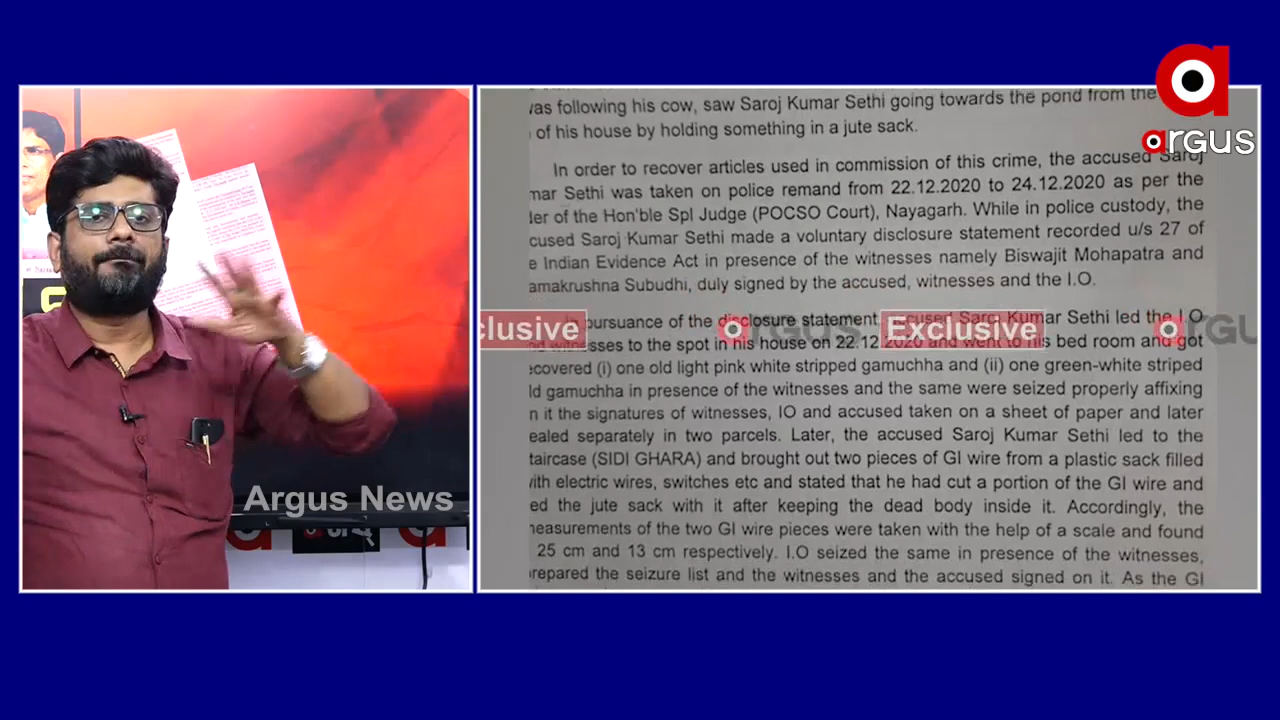 argus
was following his cow, saw Saroj Kumar Sethi going towards the pond from the
of his house by holding something in a jute sack.
In order to recover articles used in commission of this crime, the accused Saroj
mar Sethi was taken on police remand from 22.12.2020 to 24.12.2020 as per the
der of the Hon'ble Spl Judge (POCSO Court), Nayagarh. While in police custody, the
cused Saroj Kumar Sethi made a voluntary disclosure statement recorded u/s 27 of
e Indian Evidence Act in presence of the witnesses namely Biswajit Mohapatra and
amakrushna Subudhi, duly signed by the accused, witnesses and the I.O.
pursuance of the disclosure statement, accused Saroj Kumar Sethi led the I O
nd witnesses to the spot in his house on 22.12.2020 and went to his bed room and got
ecovered (i) one old light pink white stripped gamuchha and (ii) one green-white striped
ld gamuchha in presence of the witnesses and the same were seized properly affixing
n it the signatures of witnesses, IO and accused taken on a sheet of paper and later
ealed separately in two parcels. Later, the accused Saroj Kumar Sethi led to the
taircase (SIDI GHARA) and brought out two pieces of GI wire from a plastic sack filled
ith electric wires, switches etc and stated that he had cut a portion of the GI wire and
ed the jute sack with it after keeping the dead body inside it. Accordingly, the
easurements of the two GI wire pieces were taken with the help of a scale and found
25 cm and 13 cm respectively. I.O seized the same in presence of the witnesses,
repared the seizure list and the witnesses and the accused signed on it. As the GI
clusive
argus
Exclusive
argu
Argus News